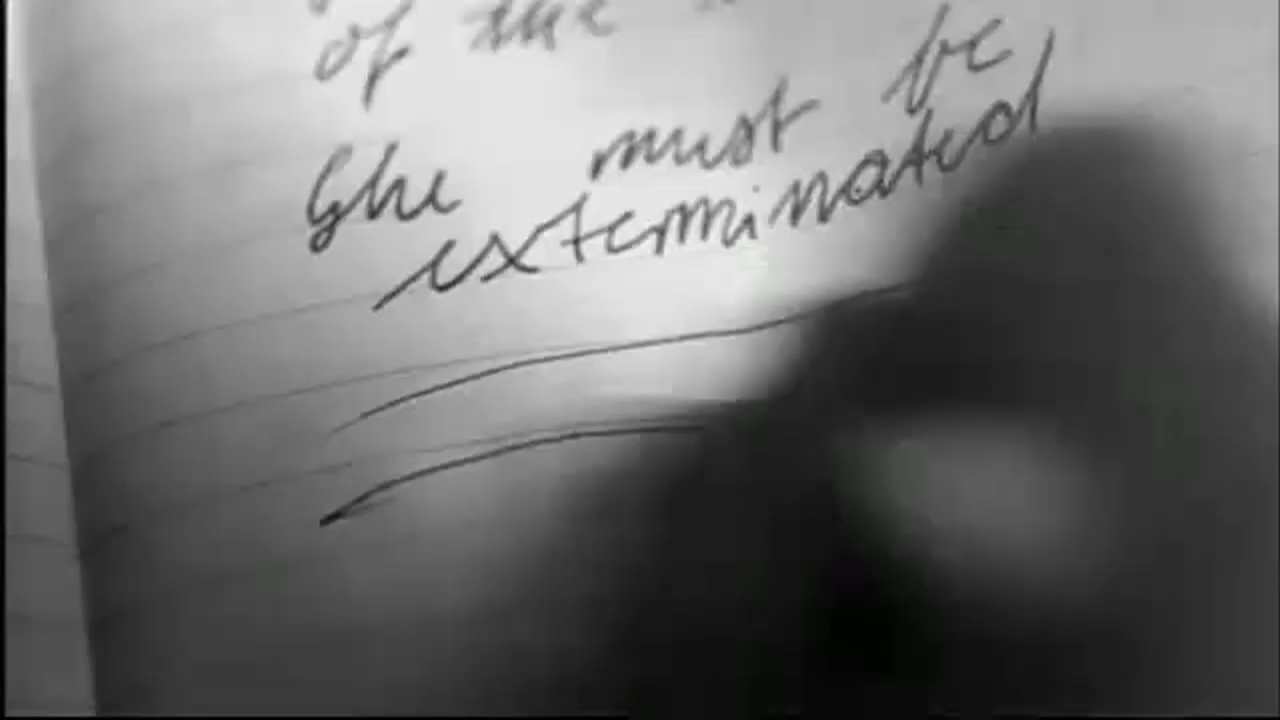 of the
She must be
exterminated